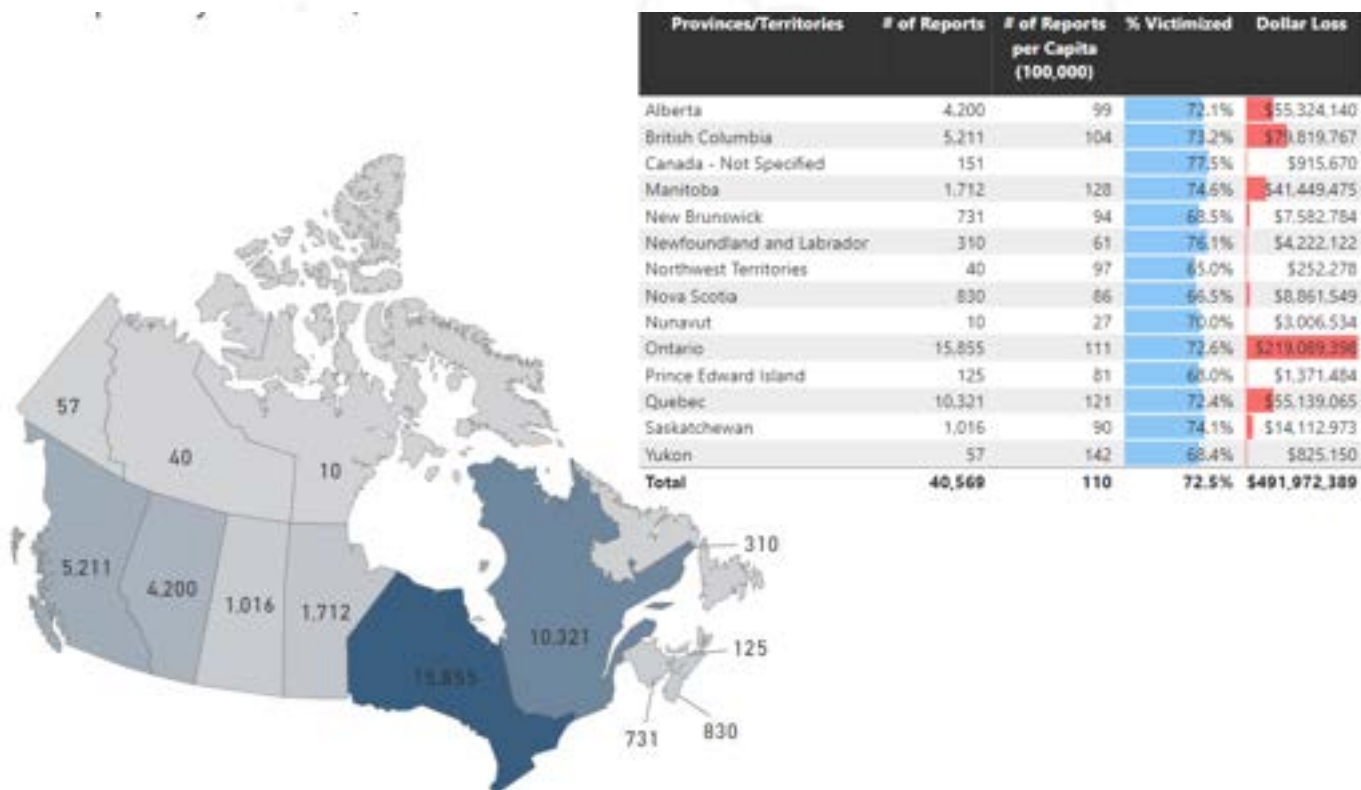 Provinces/Territories # of Reports # of Reports per Capita (100,000) % Victimized Dollar Loss
Alberta 4,200 99 72.1% $55,324,140
British Columbia 5,211 104 73.2% $79,819,767
Canada - Not Specified 151 77.5% $915,670
Manitoba 1,712 128 74.6% $41,449,475
New Brunswick 731 94 68.5% $7,582,784
Newfoundland and Labrador 310 61 76.1% $4,222,122
Northwest Territories 40 97 65.0% $252,278
Nova Scotia 830 86 66.5% $8,861,549
Nunavut 10 27 70.0% $3,006,534
Ontario 15,855 111 72.6% $219,089,398
Prince Edward Island 125 81 68.0% $1,371,484
Quebec 10,321 121 72.4% $55,139,065
Saskatchewan 1,016 90 74.1% $14,112,973
Yukon 57 142 68.4% $825,150
Total 40,569 110 72.5% $491,972,389
57
40
10
310
5,211
4,200
1,016
1,712
10,321
125
15,855
731
830